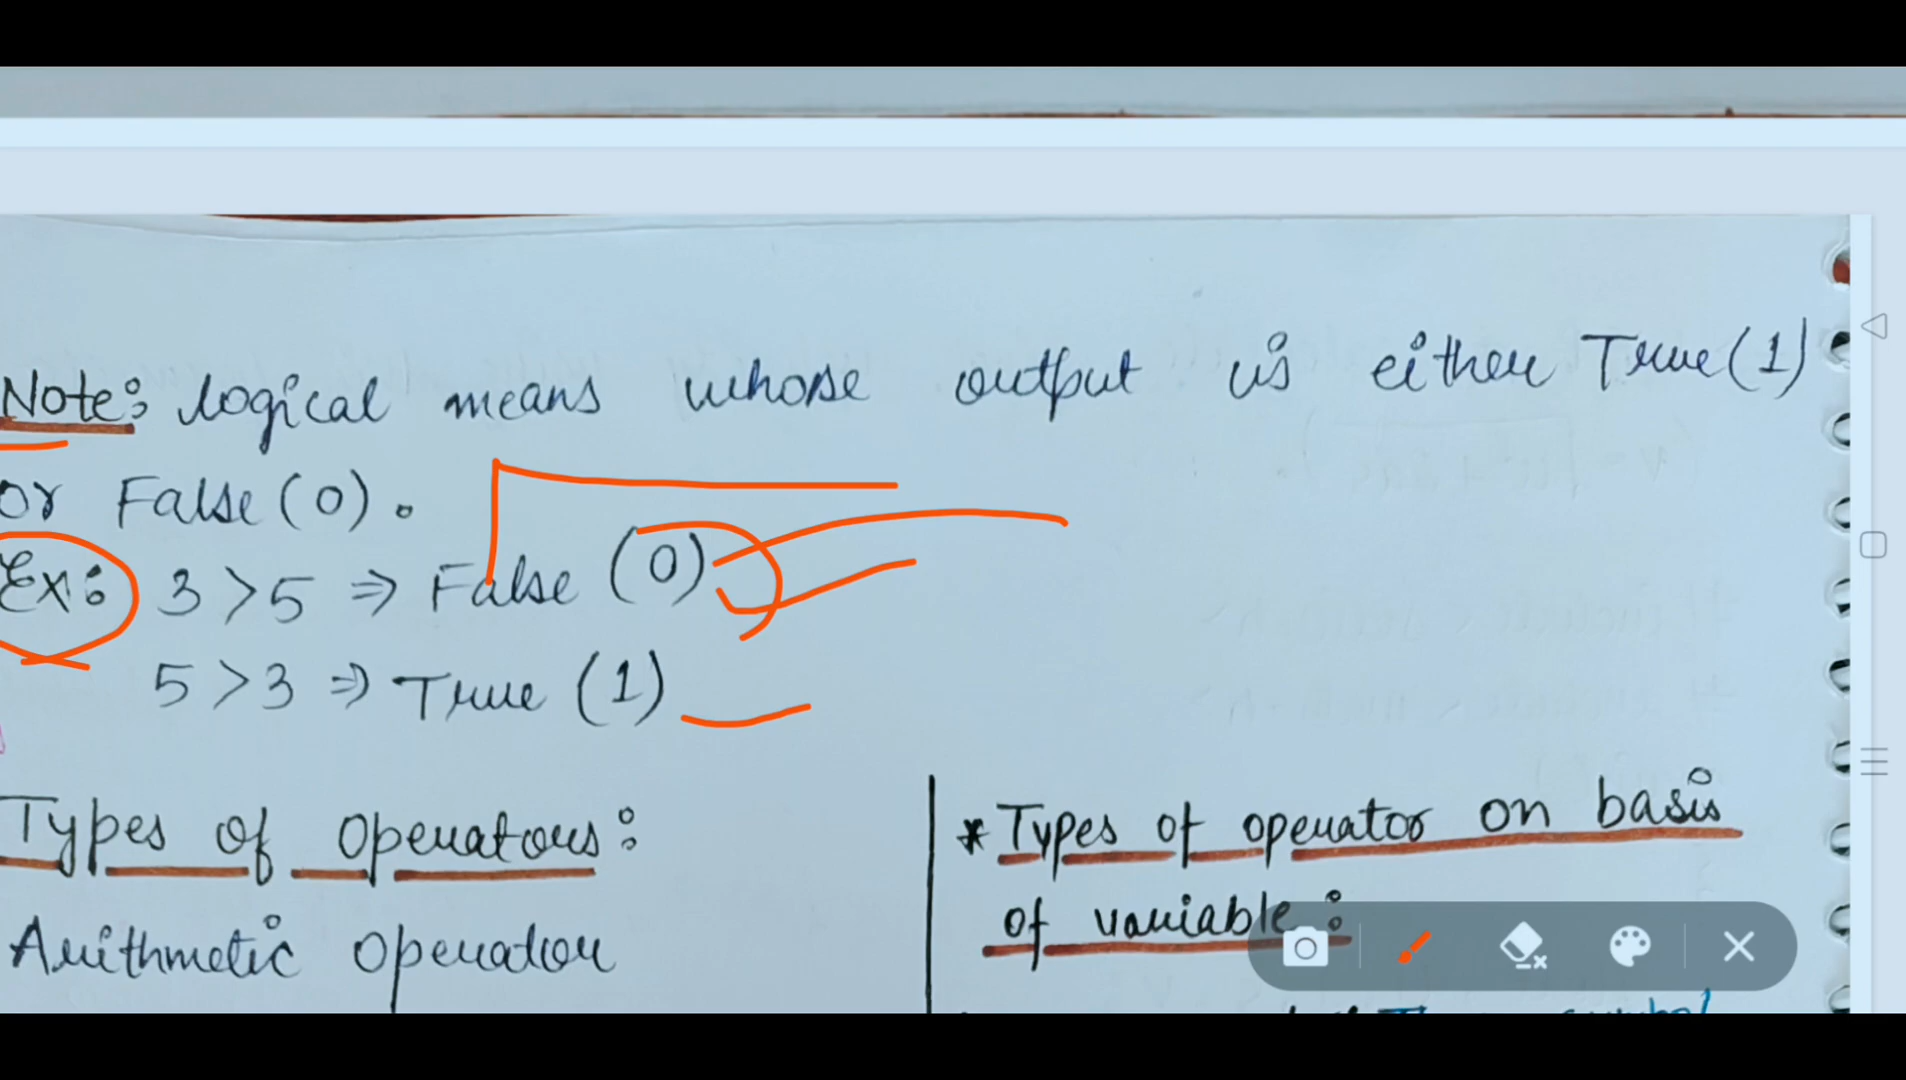 Note: logical means whose output is either True(1)
or False(0).
Ex: 3>5 ⇒ False (0)
5>3 ⇒ True (1)
Types of Operators:
Arithmetic Operator
* Types of operator on basis
of variable:
symbol